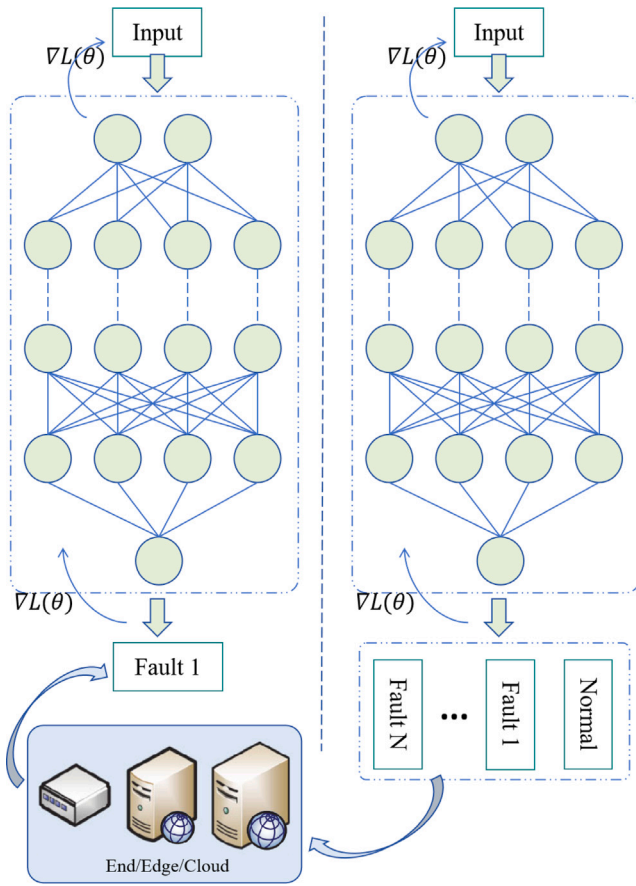 Input
∇L(θ)
∇L(θ)
Fault 1
End/Edge/Cloud
Input
∇L(θ)
∇L(θ)
Fault N
...
Fault 1
Normal